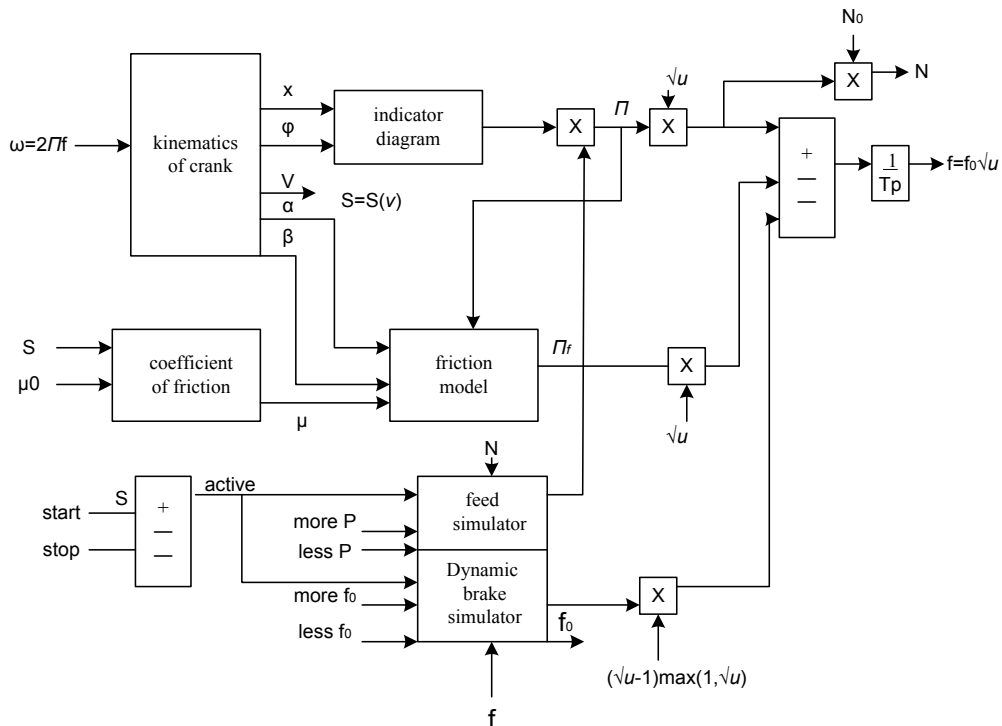 N₀
x
√u
X
N
indicator
diagram
Π
φ
X
X
ω=2Πf
kinematics
of crank
+
—
—
1
Tp
f=f₀√u
V
S=S(v)
α
β
S
coefficient
of friction
friction
model
Π_f
X
μ0
μ
√u
N
S
active
+
—
—
start
stop
feed
simulator
more P
less P
Dynamic
brake
simulator
X
more f₀
f₀
less f₀
(√u-1)max(1,√u)
f